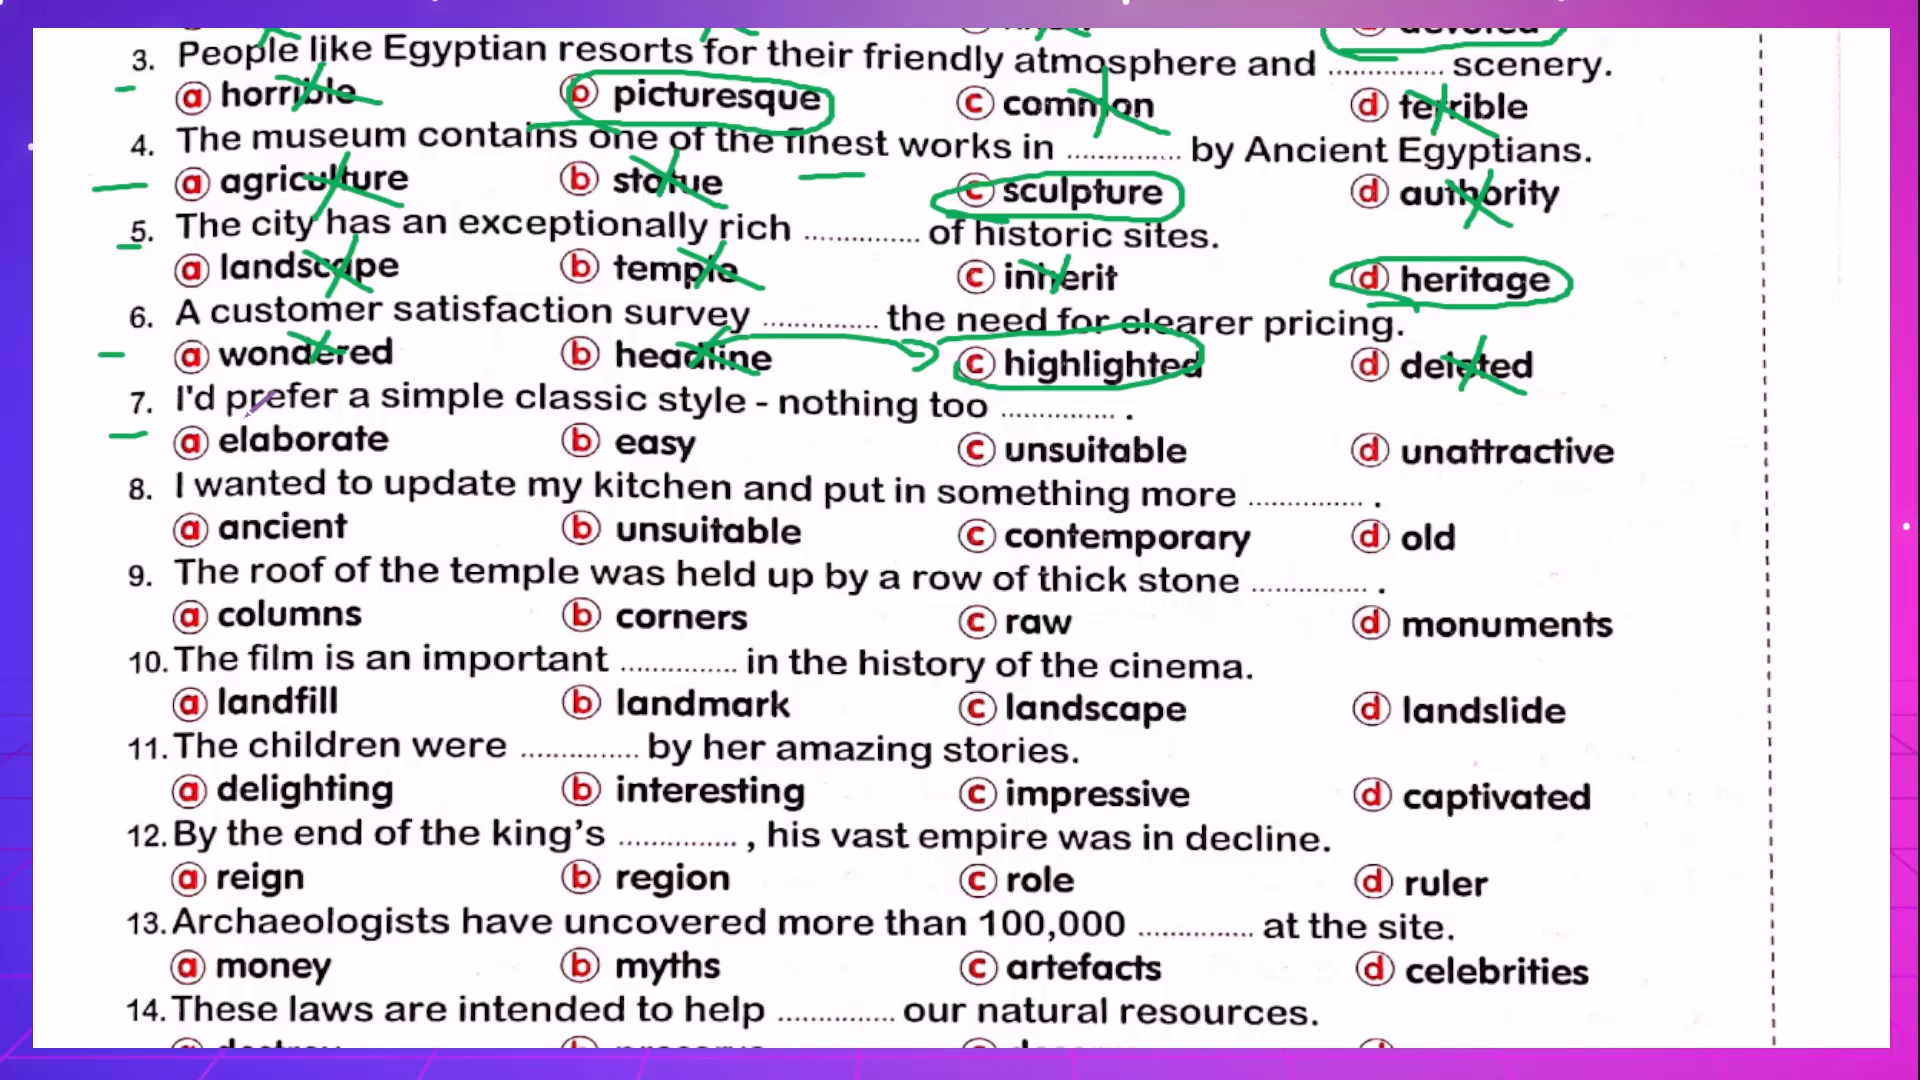 devoted
3. People like Egyptian resorts for their friendly atmosphere and .............. scenery.
a horrible b picturesque c common d terrible
4. The museum contains one of the finest works in .............. by Ancient Egyptians.
a agriculture b statue c sculpture d authority
5. The city has an exceptionally rich .............. of historic sites.
a landscape b temple c inherit d heritage
6. A customer satisfaction survey .............. the need for clearer pricing.
a wondered b headline c highlighted d deleted
7. I'd prefer a simple classic style - nothing too .............. .
a elaborate b easy c unsuitable d unattractive
8. I wanted to update my kitchen and put in something more .............. .
a ancient b unsuitable c contemporary d old
9. The roof of the temple was held up by a row of thick stone .............. .
a columns b corners c raw d monuments
10. The film is an important .............. in the history of the cinema.
a landfill b landmark c landscape d landslide
11. The children were .............. by her amazing stories.
a delighting b interesting c impressive d captivated
12. By the end of the king's .............. , his vast empire was in decline.
a reign b region c role d ruler
13. Archaeologists have uncovered more than 100,000 .............. at the site.
a money b myths c artefacts d celebrities
14. These laws are intended to help .............. our natural resources.
a destroy b preserve